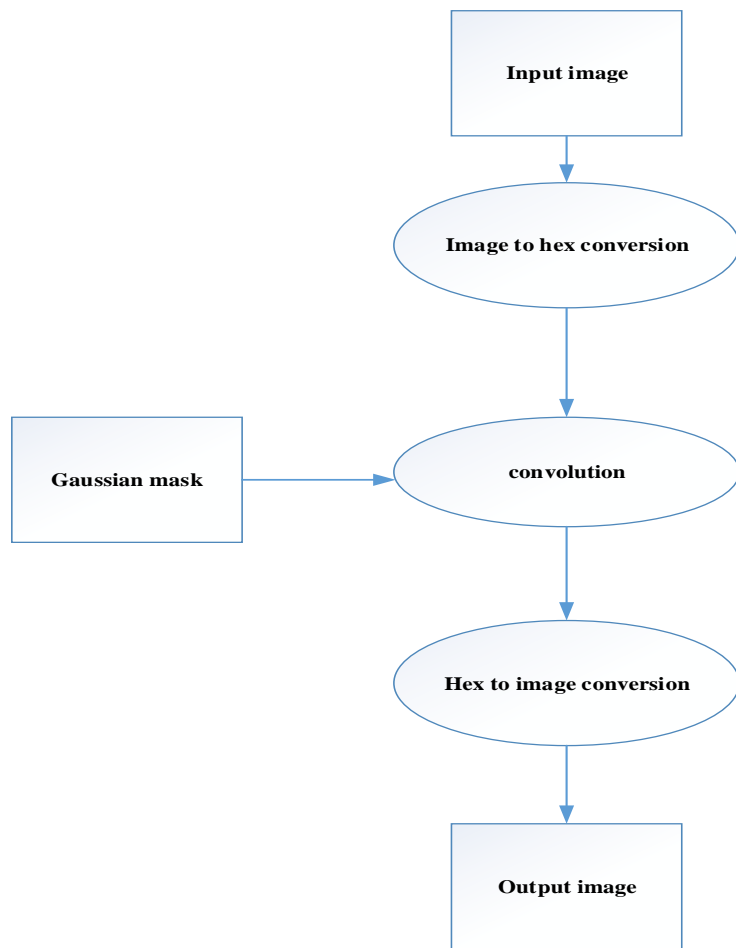 Input image
Image to hex conversion
Gaussian mask
convolution
Hex to image conversion
Output image